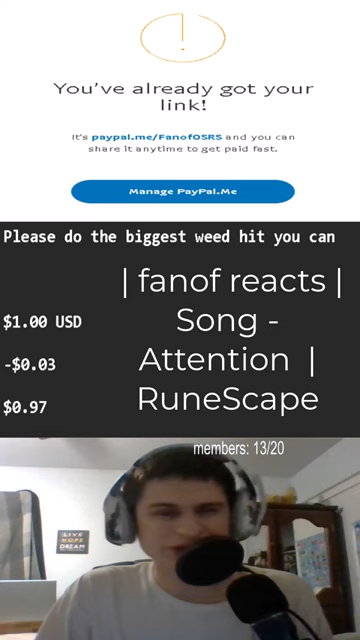 You've already got your
link!
It's paypal.me/FanofOSRS and you can
share it anytime to get paid fast.
Manage PayPal.Me
Please do the biggest weed hit you can
| fanof reacts |
Song -
Attention |
RuneScape
$1.00 USD
-$0.03
$0.97
members: 13/20
LIVE
HOPE
DREAM